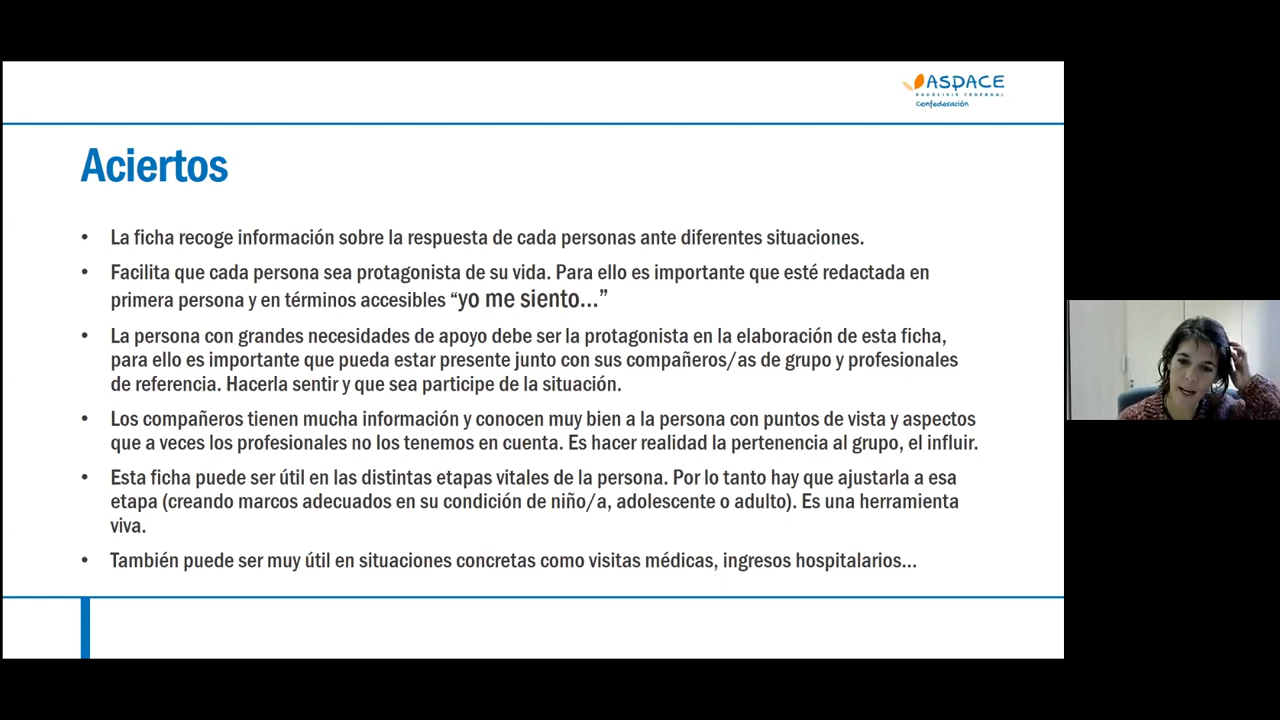 ASPACE
PARÁLISIS CEREBRAL
Confederación
Aciertos
• La ficha recoge información sobre la respuesta de cada personas ante diferentes situaciones.
• Facilita que cada persona sea protagonista de su vida. Para ello es importante que esté redactada en
primera persona y en términos accesibles “yo me siento...”
• La persona con grandes necesidades de apoyo debe ser la protagonista en la elaboración de esta ficha,
para ello es importante que pueda estar presente junto con sus compañeros/as de grupo y profesionales
de referencia. Hacerla sentir y que sea participe de la situación.
• Los compañeros tienen mucha información y conocen muy bien a la persona con puntos de vista y aspectos
que a veces los profesionales no los tenemos en cuenta. Es hacer realidad la pertenencia al grupo, el influir.
• Esta ficha puede ser útil en las distintas etapas vitales de la persona. Por lo tanto hay que ajustarla a esa
etapa (creando marcos adecuados en su condición de niño/a, adolescente o adulto). Es una herramienta
viva.
• También puede ser muy útil en situaciones concretas como visitas médicas, ingresos hospitalarios...